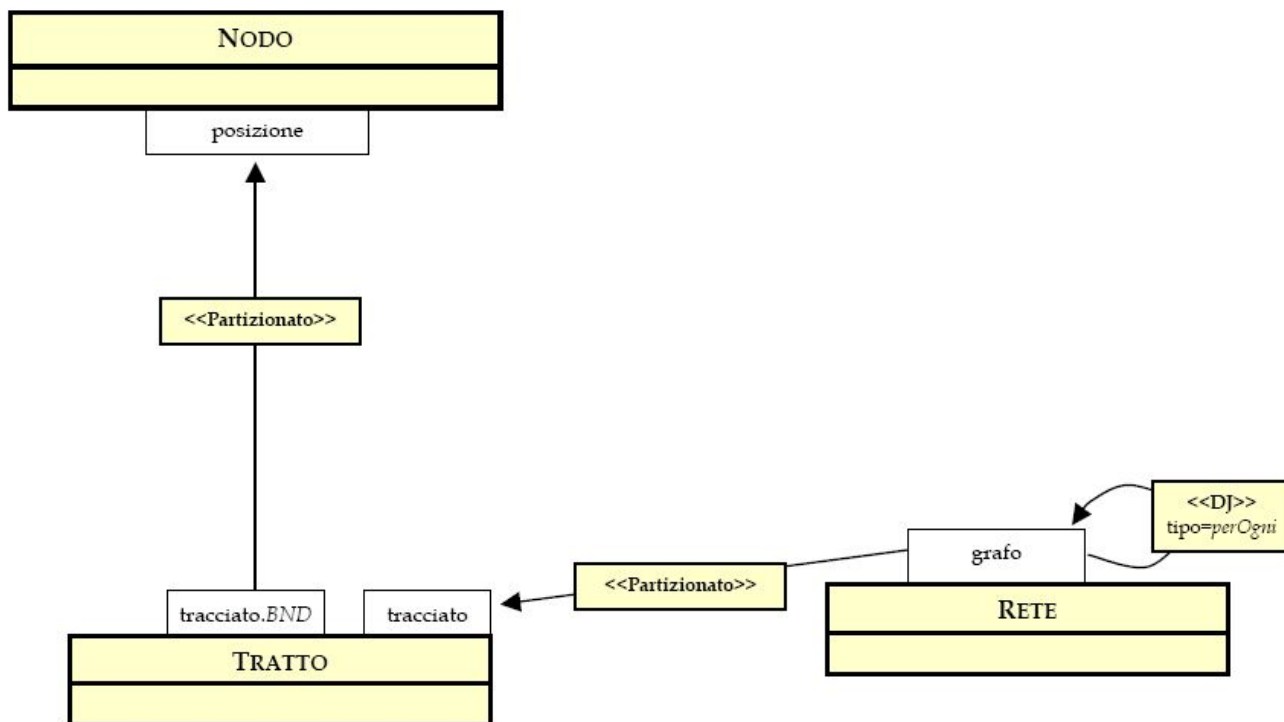 NODO
posizione
<<Partizionato>>
<<DJ>>
tipo=perOgni
grafo
<<Partizionato>>
tracciato.BND
tracciato
RETE
TRATTO